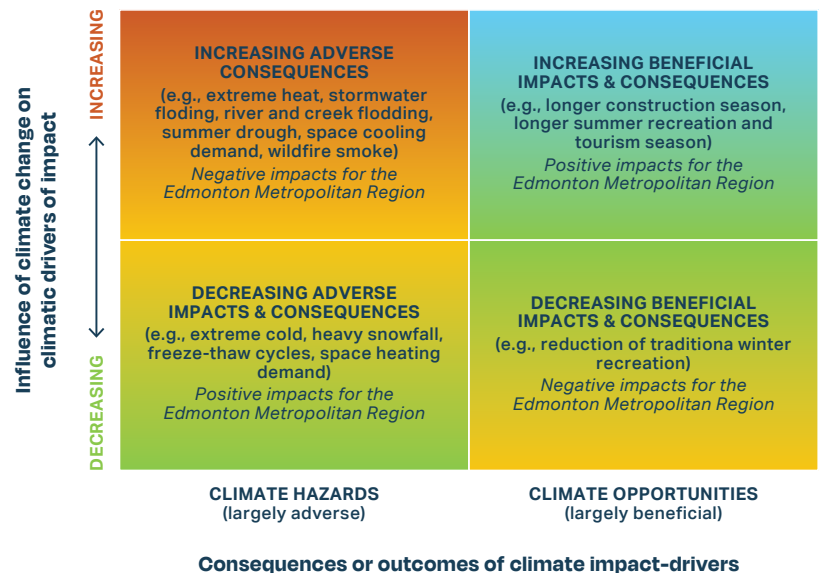 Influence of climate change on
climatic drivers of impact
INCREASING
DECREASING
INCREASING ADVERSE
CONSEQUENCES
(e.g., extreme heat, stormwater
floding, river and creek flodding,
summer drough, space cooling
demand, wildfire smoke)
Negative impacts for the
Edmonton Metropolitan Region
INCREASING BENEFICIAL
IMPACTS & CONSEQUENCES
(e.g., longer construction season,
longer summer recreation and
tourism season)
Positive impacts for the
Edmonton Metropolitan Region
DECREASING ADVERSE
IMPACTS & CONSEQUENCES
(e.g., extreme cold, heavy snowfall,
freeze-thaw cycles, space heating
demand)
Positive impacts for the
Edmonton Metropolitan Region
DECREASING BENEFICIAL
IMPACTS & CONSEQUENCES
(e.g., reduction of traditiona winter
recreation)
Negative impacts for the
Edmonton Metropolitan Region
CLIMATE HAZARDS
(largely adverse)
CLIMATE OPPORTUNITIES
(largely beneficial)
Consequences or outcomes of climate impact-drivers